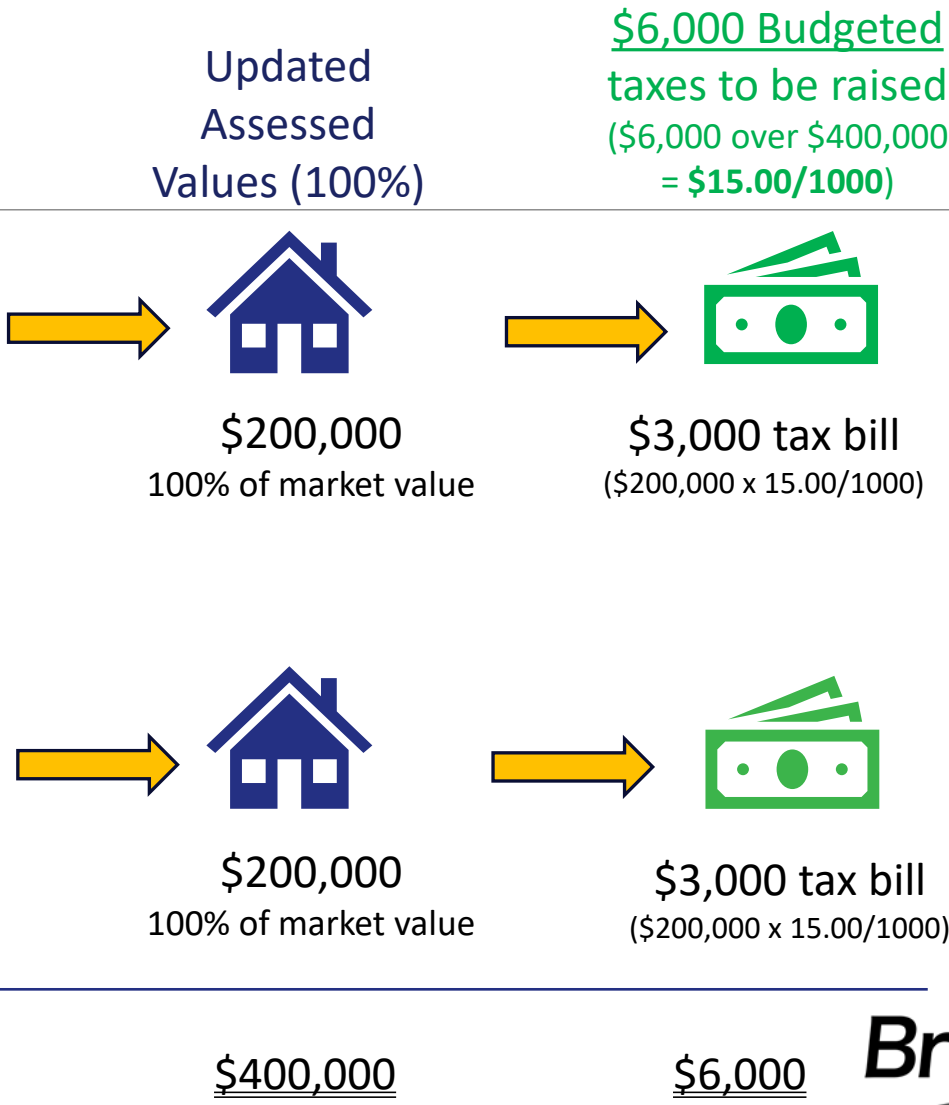 Updated
Assessed
Values (100%)
$6,000 Budgeted
taxes to be raised
($6,000 over $400,000
= $15.00/1000)
$200,000
100% of market value
$3,000 tax bill
($200,000 x 15.00/1000)
$200,000
100% of market value
$3,000 tax bill
($200,000 x 15.00/1000)
$400,000
$6,000